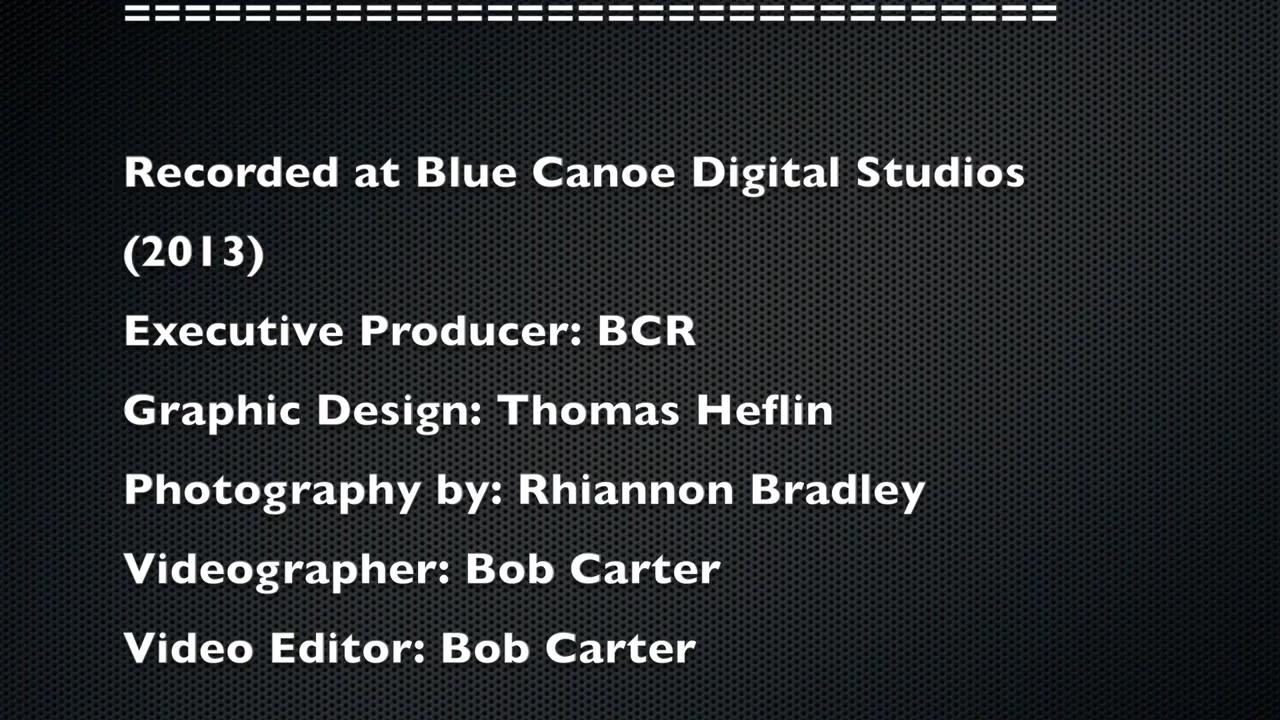 ===============================
Recorded at Blue Canoe Digital Studios
(2013)
Executive Producer: BCR
Graphic Design: Thomas Heflin
Photography by: Rhiannon Bradley
Videographer: Bob Carter
Video Editor: Bob Carter